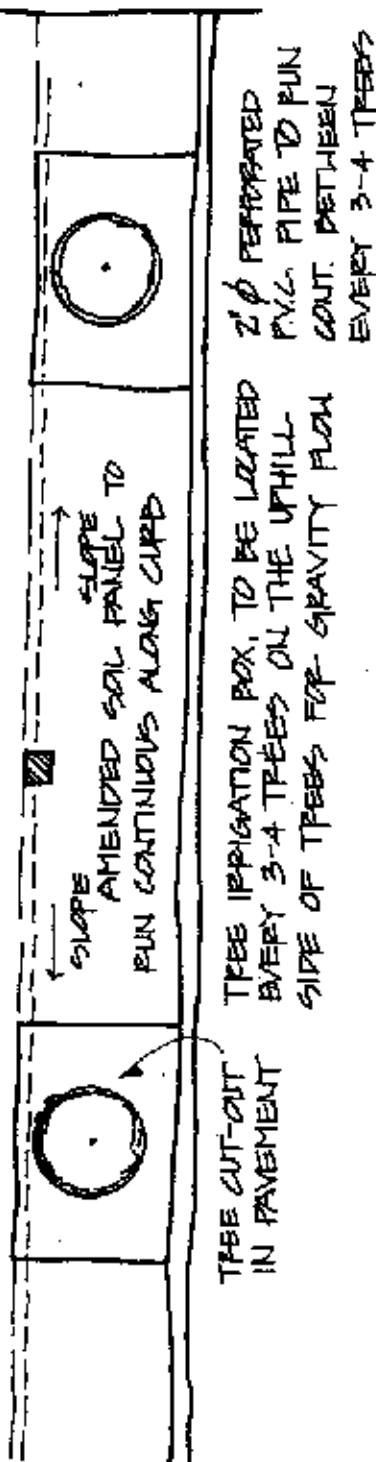 SLOPE
SLOPE
AMENDED SOIL PANEL TO
RUN CONTINUOUS ALONG CURB
TREE CUT-OUT
IN PAVEMENT
TREE IRRIGATION BOX, TO BE LOCATED
EVERY 3-4 TREES ON THE UPHILL
SIDE OF TREES FOR GRAVITY FLOW
2"φ PERFORATED
P.V.C. PIPE TO RUN
CONT. BETWEEN
EVERY 3-4 TREES